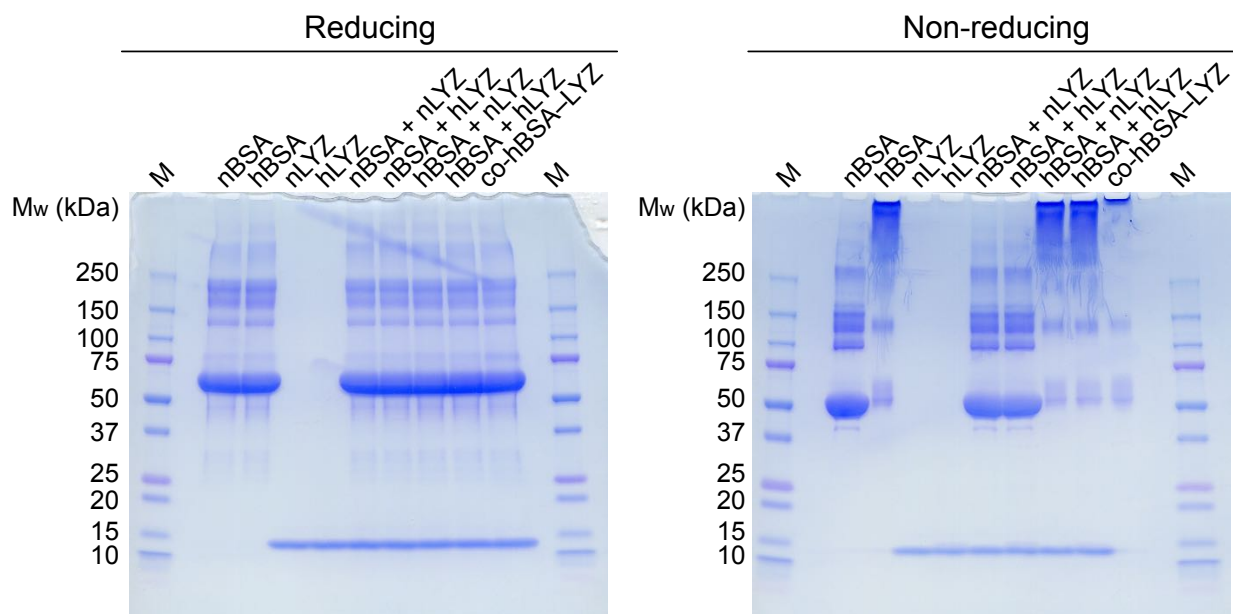 Reducing
M
nBSA
hBSA
nLYZ
hLYZ
nBSA + nLYZ
nBSA + hLYZ
hBSA + nLYZ
hBSA + hLYZ
co-hBSA–LYZ
M
Mw (kDa)
250
150
100
75
50
37
25
20
15
10
Non-reducing
M
nBSA
hBSA
nLYZ
hLYZ
nBSA + nLYZ
nBSA + hLYZ
hBSA + nLYZ
hBSA + hLYZ
co-hBSA–LYZ
M
Mw (kDa)
250
150
100
75
50
37
25
20
15
10